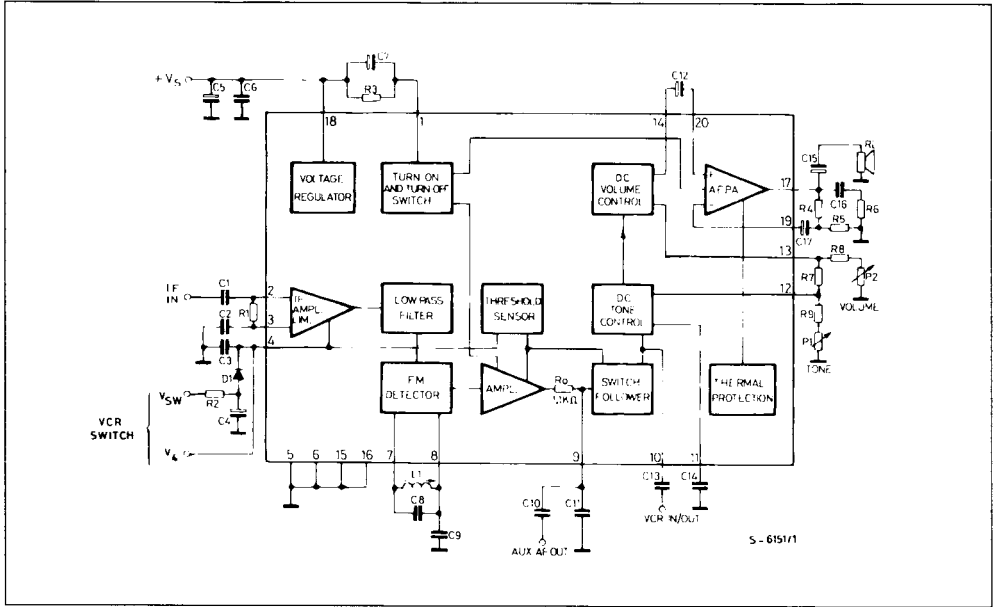 + VS
C5
C6
C7
R3
C12
18
1
14
20
VOLTAGE
REGULATOR
TURN ON
AND TURN OFF
SWITCH
DC
VOLUME
CONTROL
+
-
A.F. P.A.
17
C15
C16
R4
R5
R6
19
C17
13
R8
R7
P2
VOLUME
12
R9
P1
TONE
IF
IN
C1
2
R1
C2
3
C3
4
IF
AMPL.
LIM.
LOW PASS
FILTER
THRESHOLD
SENSOR
DC
TONE
CONTROL
D1
VSW
R2
C4
VCR
SWITCH
V4
FM
DETECTOR
AMPL.
Ro
1.1KΩ
SWITCH
FOLLOWER
THERMAL
PROTECTION
5
6
15
16
7
8
9
10
11
L1
C8
C9
C10
C11
C13
C14
VCR IN/OUT
AUX AF OUT
S-6151/1